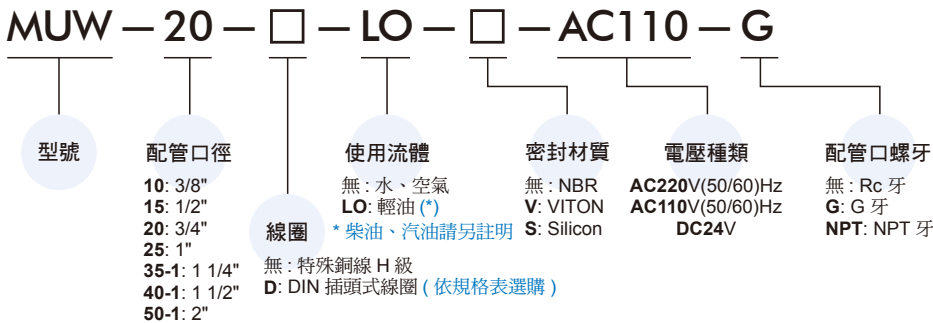 MUW — 20 — □ — LO — □ — AC110 — G
型號
配管口徑
10: 3/8"
15: 1/2"
20: 3/4"
25: 1"
35-1: 1 1/4"
40-1: 1 1/2"
50-1: 2"
線圈
無 : 特殊銅線 H 級
D: DIN 插頭式線圈 ( 依規格表選購 )
使用流體
無 : 水、空氣
LO: 輕油 (*)
* 柴油、汽油請另註明
密封材質
無 : NBR
V: VITON
S: Silicon
電壓種類
AC220V(50/60)Hz
AC110V(50/60)Hz
DC24V
配管口螺牙
無 : Rc 牙
G: G 牙
NPT: NPT 牙